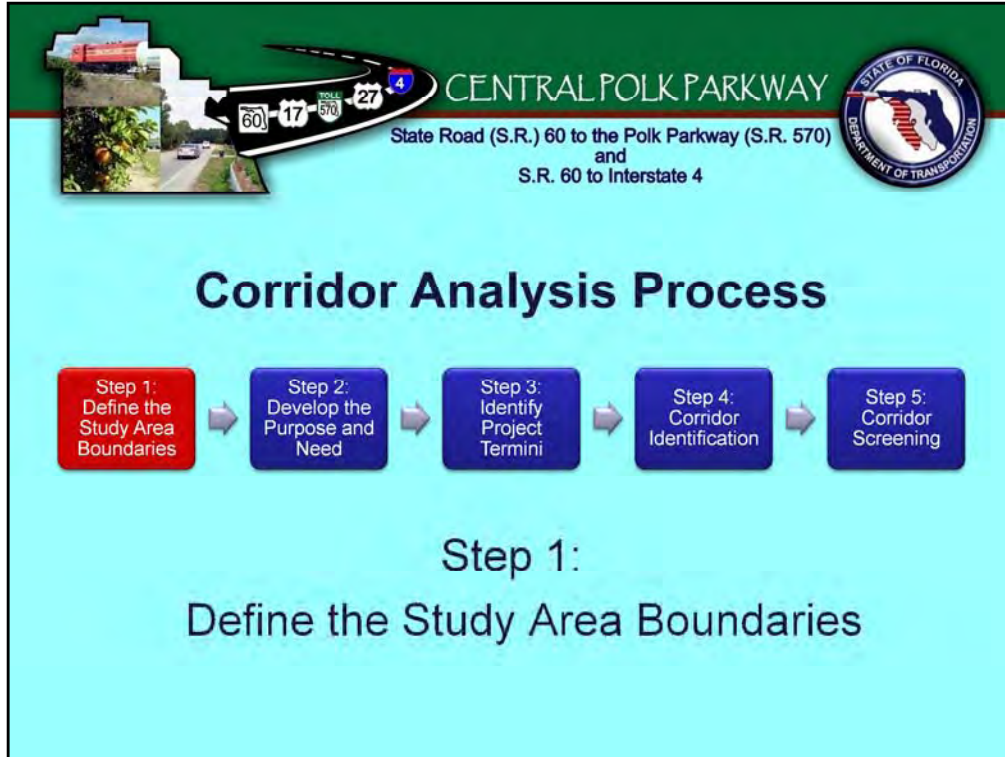 60
17
TOLL
570
27
4
CENTRAL POLK PARKWAY
State Road (S.R.) 60 to the Polk Parkway (S.R. 570)
and
S.R. 60 to Interstate 4
STATE OF FLORIDA
DEPARTMENT OF TRANSPORTATION
Corridor Analysis Process
Step 1:
Define the
Study Area
Boundaries
Step 2:
Develop the
Purpose and
Need
Step 3:
Identify
Project
Termini
Step 4:
Corridor
Identification
Step 5:
Corridor
Screening
Step 1:
Define the Study Area Boundaries